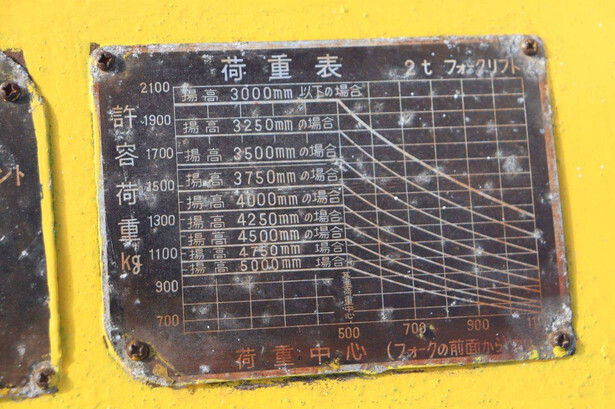 荷重表 2t フォークリフト
2100
揚高 3000mm 以下の場合
1900
揚高 3250mm の場合
1700
揚高 3500mm の場合
揚高 3750mm の場合
1500
揚高 4000mm の場合
1300
揚高 4250mm の場合
揚高 4500mm の場合
1100
揚高 4750mm 場合
揚高 5000mm 場合
900
700
許容荷重 kg
500 700 900
荷重中心 (フォークの前面から